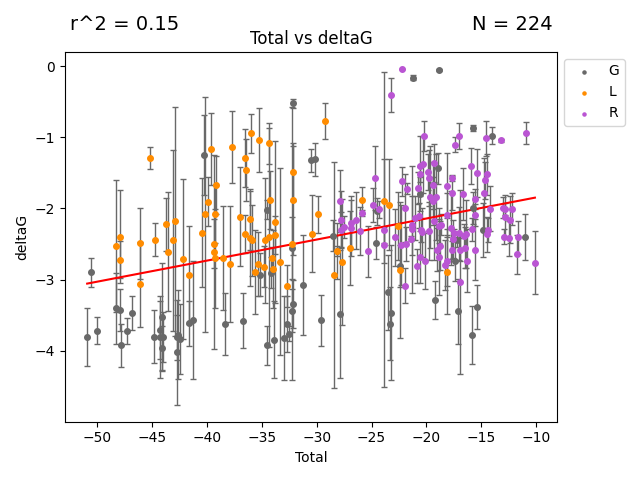 r^2 = 0.15
N = 224
Total vs deltaG
G
L
R
deltaG
0
−1
−2
−3
−4
−50
−45
−40
−35
−30
−25
−20
−15
−10
Total